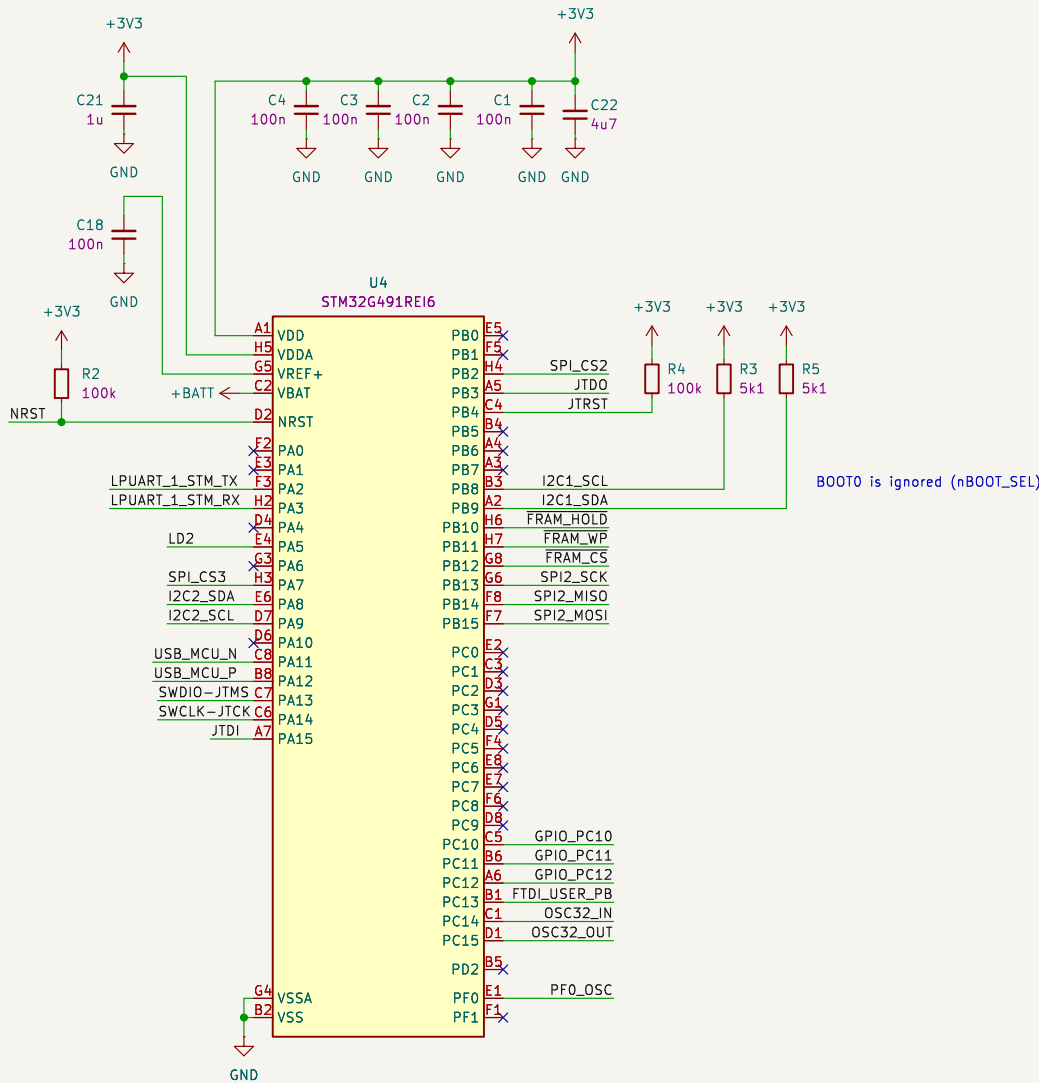 +3V3
+3V3
C21
1u
GND
C4
100n
GND
C3
100n
GND
C2
100n
GND
C1
100n
GND
C22
4u7
GND
C18
100n
GND
U4
STM32G491REI6
+3V3
R2
100k
NRST
+3V3
R4
100k
+3V3
R3
5k1
+3V3
R5
5k1
BOOT0 is ignored (nBOOT_SEL)
A1 VDD
H5 VDDA
G5 VREF+
+BATT C2 VBAT
D2 NRST
F2 PA0
E3 PA1
LPUART_1_STM_TX F3 PA2
LPUART_1_STM_RX H2 PA3
D4 PA4
LD2 E4 PA5
G3 PA6
SPI_CS3 H3 PA7
I2C2_SDA E6 PA8
I2C2_SCL D7 PA9
D6 PA10
USB_MCU_N C8 PA11
USB_MCU_P B8 PA12
SWDIO-JTMS C7 PA13
SWCLK-JTCK C6 PA14
JTDI A7 PA15
G4 VSSA
B2 VSS
GND
PB0 E5
PB1 F5
PB2 H4 SPI_CS2
PB3 A5 JTDO
PB4 C4 JTRST
PB5 B4
PB6 A4
PB7 A3
PB8 B3 I2C1_SCL
PB9 A2 I2C1_SDA
PB10 H6 FRAM_HOLD
PB11 H7 FRAM_WP
PB12 G8 FRAM_CS
PB13 G6 SPI2_SCK
PB14 F8 SPI2_MISO
PB15 F7 SPI2_MOSI
PC0 E2
PC1 C3
PC2 D3
PC3 G1
PC4 D5
PC5 F4
PC6 E8
PC7 E7
PC8 F6
PC9 D8
PC10 C5 GPIO_PC10
PC11 B6 GPIO_PC11
PC12 A6 GPIO_PC12
PC13 B1 FTDI_USER_PB
PC14 C1 OSC32_IN
PC15 D1 OSC32_OUT
PD2 B5
PF0 E1 PF0_OSC
PF1 F1